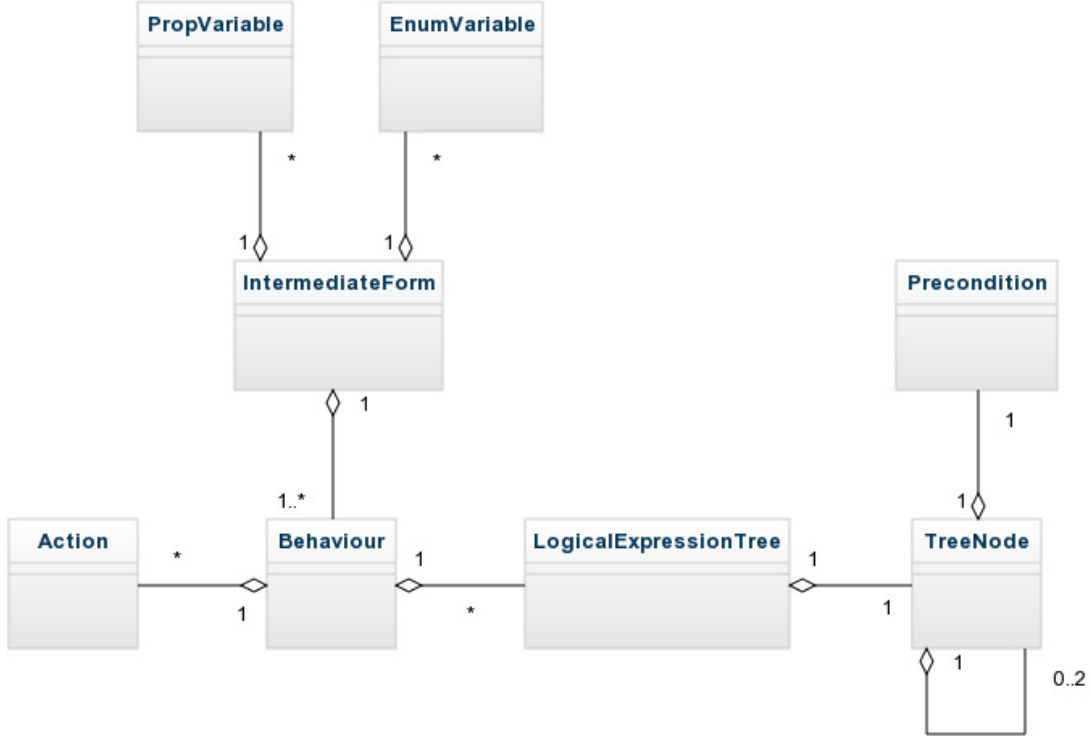 PropVariable
EnumVariable
*
*
1
1
IntermediateForm
Precondition
1
1
1..*
1
Action
Behaviour
LogicalExpressionTree
TreeNode
*
1
1
1
*
1
1
0..2